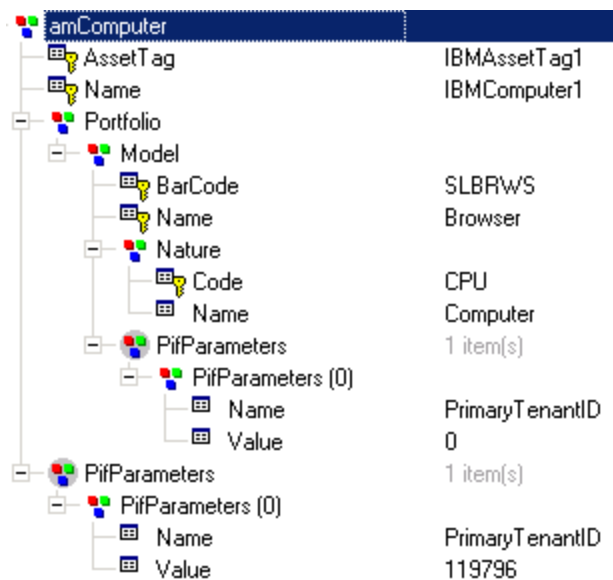 amComputer
AssetTag IBMAssetTag1
Name IBMComputer1
Portfolio
Model
BarCode SLBRWS
Name Browser
Nature
Code CPU
Name Computer
PifParameters 1 item(s)
PifParameters (0)
Name PrimaryTenantID
Value 0
PifParameters 1 item(s)
PifParameters (0)
Name PrimaryTenantID
Value 119796